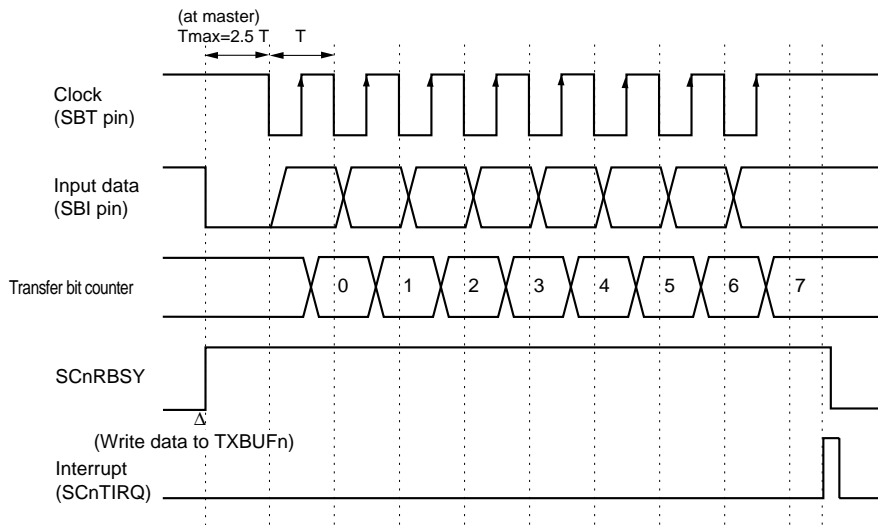 (at master)
Tmax=2.5 T
T
Clock
(SBT pin)
Input data
(SBI pin)
Transfer bit counter
0 1 2 3 4 5 6 7
SCnRBSY
Δ
(Write data to TXBUFn)
Interrupt
(SCnTIRQ)